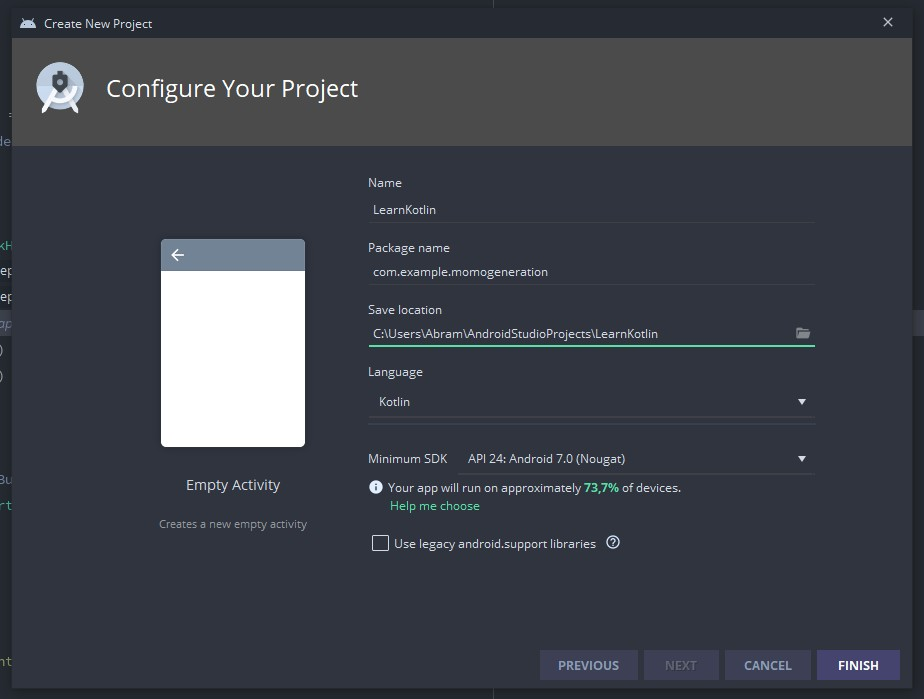 Create New Project
Configure Your Project
Name
LearnKotlin
Package name
com.example.momogeneration
Save location
C:\Users\Abram\AndroidStudioProjects\LearnKotlin
Language
Kotlin
Minimum SDK
API 24: Android 7.0 (Nougat)
Your app will run on approximately 73,7% of devices.
Help me choose
Use legacy android.support libraries
Empty Activity
Creates a new empty activity
PREVIOUS
NEXT
CANCEL
FINISH